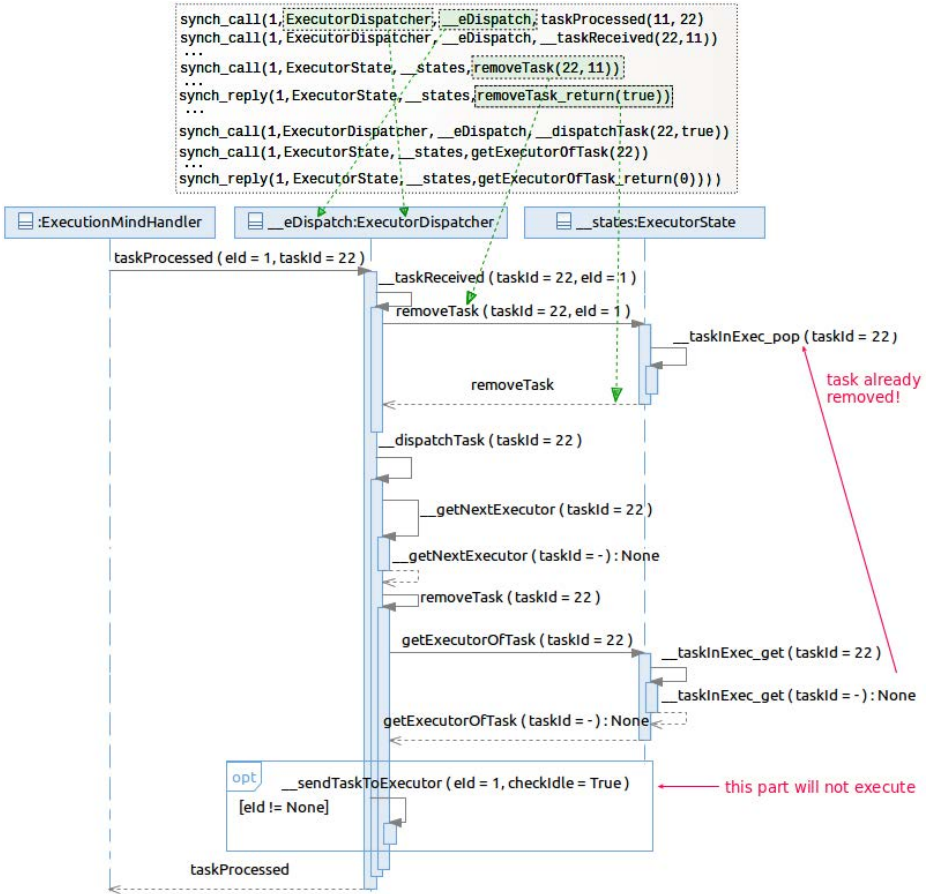 synch_call(1,ExecutorDispatcher,__eDispatch,taskProcessed(11,22)
synch_call(1,ExecutorDispatcher,__eDispatch,__taskReceived(22,11))
...
synch_call(1,ExecutorState,__states,removeTask(22,11))
...
synch_reply(1,ExecutorState,__states,removeTask_return(true))
...
synch_call(1,ExecutorDispatcher,__eDispatch,__dispatchTask(22,true))
synch_call(1,ExecutorState,__states,getExecutorOfTask(22))
...
synch_reply(1,ExecutorState,__states,getExecutorOfTask_return(0))))
:ExecutionMindHandler
__eDispatch:ExecutorDispatcher
__states:ExecutorState
taskProcessed ( eId = 1, taskId = 22 )
__taskReceived ( taskId = 22, eId = 1 )
removeTask ( taskId = 22, eId = 1 )
__taskInExec_pop ( taskId = 22 )
task already
removed!
removeTask
__dispatchTask ( taskId = 22 )
__getNextExecutor ( taskId = 22 )
__getNextExecutor ( taskId = - ) : None
removeTask ( taskId = 22 )
getExecutorOfTask ( taskId = 22 )
__taskInExec_get ( taskId = 22 )
__taskInExec_get ( taskId = - ) : None
getExecutorOfTask ( taskId = - ) : None
opt
__sendTaskToExecutor ( eId = 1, checkIdle = True )
[eId != None]
this part will not execute
taskProcessed